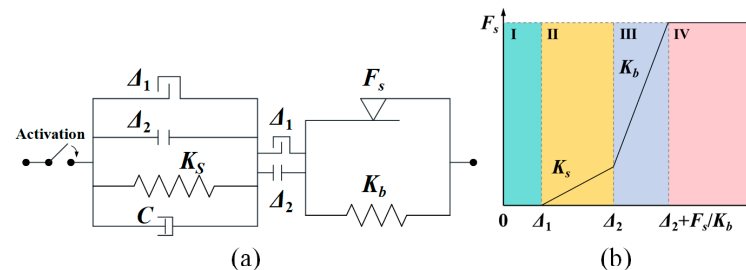 Activation
Δ₁
Δ₂
K_S
C
Δ₁
Δ₂
F_s
K_b
(a)
F_s
I
II
III
IV
K_b
K_s
0
Δ₁
Δ₂
Δ₂+F_s/K_b
(b)